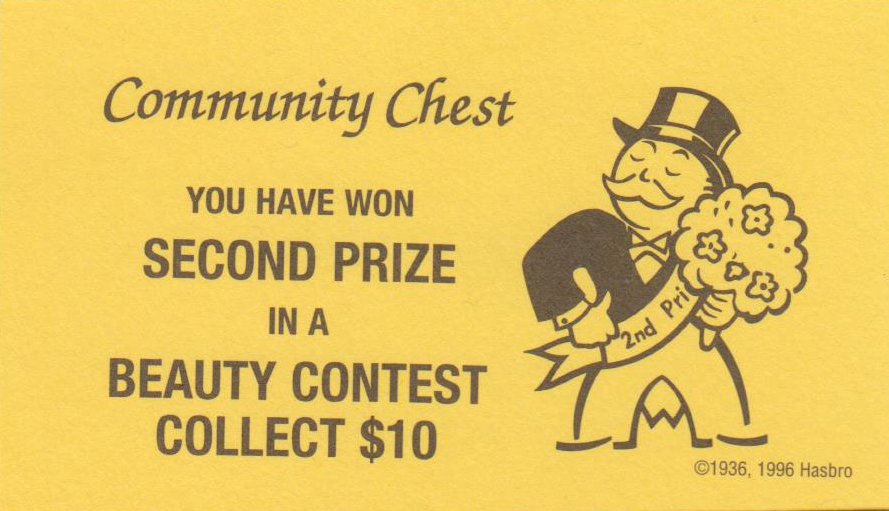 Community Chest
YOU HAVE WON
SECOND PRIZE
IN A
BEAUTY CONTEST
COLLECT $10
2nd Pri
©1936, 1996 Hasbro